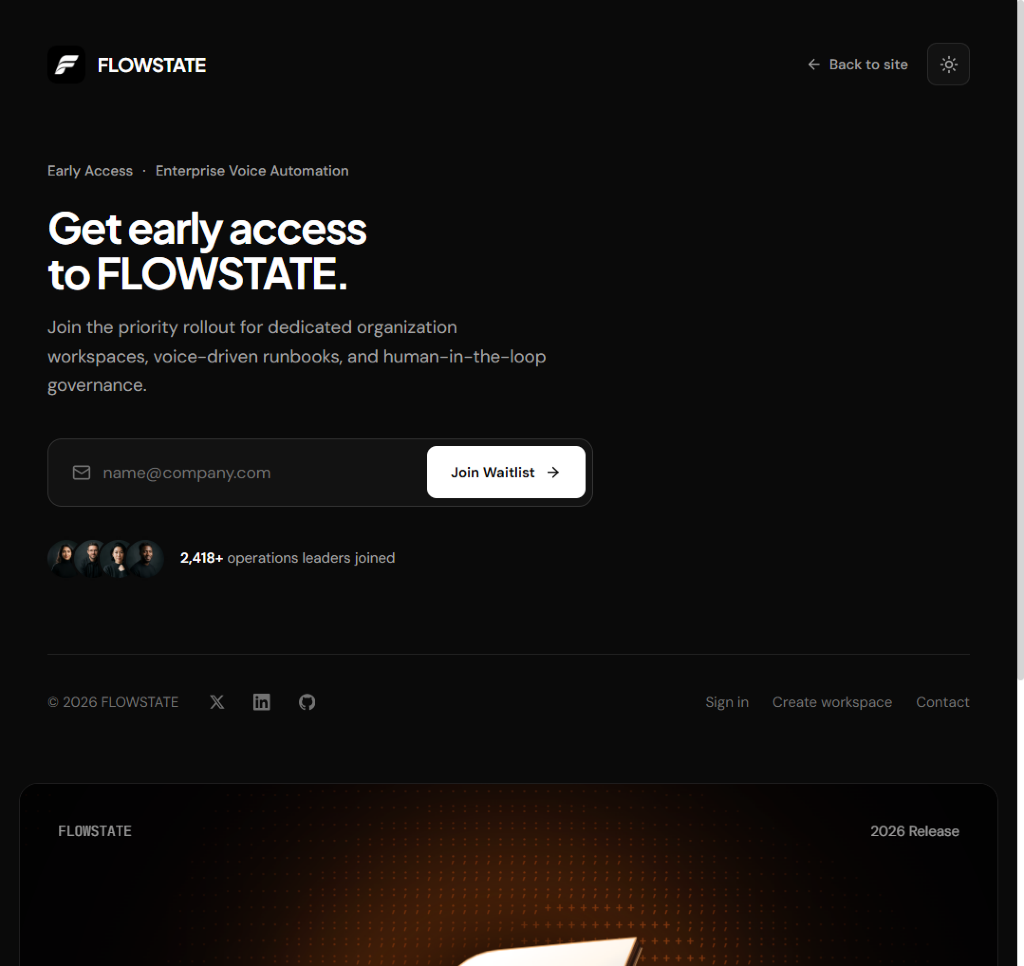 FLOWSTATE
Back to site
Early Access · Enterprise Voice Automation
Get early access
to FLOWSTATE.
Join the priority rollout for dedicated organization
workspaces, voice-driven runbooks, and human-in-the-loop
governance.
name@company.com
Join Waitlist
2,418+ operations leaders joined
© 2026 FLOWSTATE
Sign in
Create workspace
Contact
FLOWSTATE
2026 Release